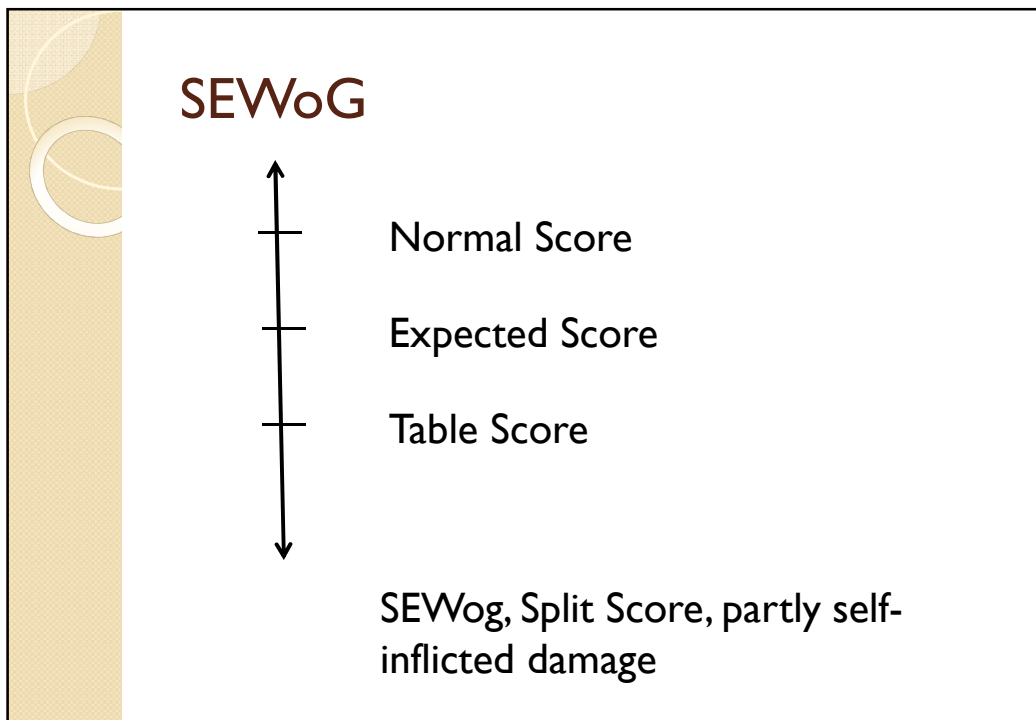 SEWoG
Normal Score
Expected Score
Table Score
SEWog, Split Score, partly self-
inflicted damage